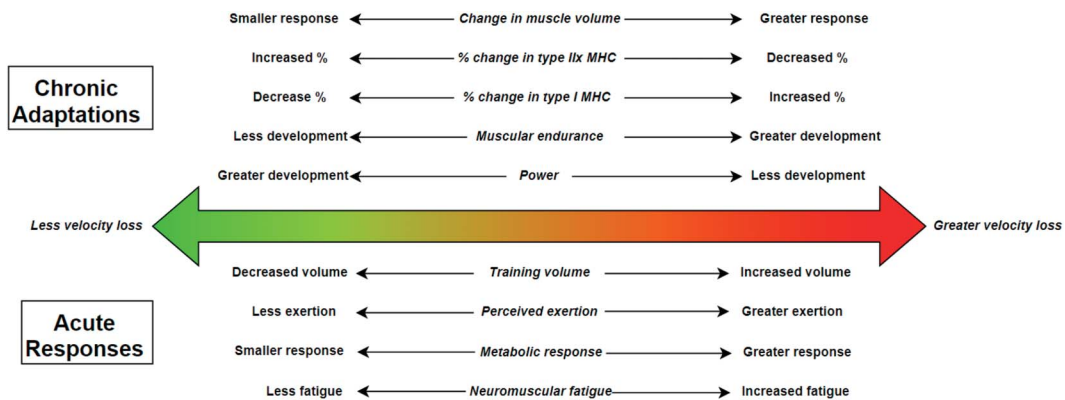 Smaller response Change in muscle volume Greater response
Increased % % change in type IIx MHC Decreased %
Chronic
Adaptations
Decrease % % change in type I MHC Increased %
Less development Muscular endurance Greater development
Greater development Power Less development
Less velocity loss Greater velocity loss
Decreased volume Training volume Increased volume
Less exertion Perceived exertion Greater exertion
Acute
Responses
Smaller response Metabolic response Greater response
Less fatigue Neuromuscular fatigue Increased fatigue